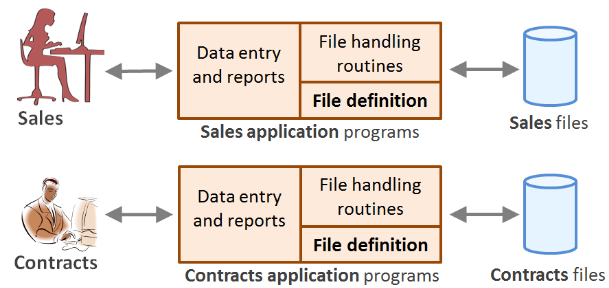 Data entry
and reports
File handling
routines
File definition
Sales
Sales application programs
Sales files
Data entry
and reports
File handling
routines
File definition
Contracts
Contracts application programs
Contracts files